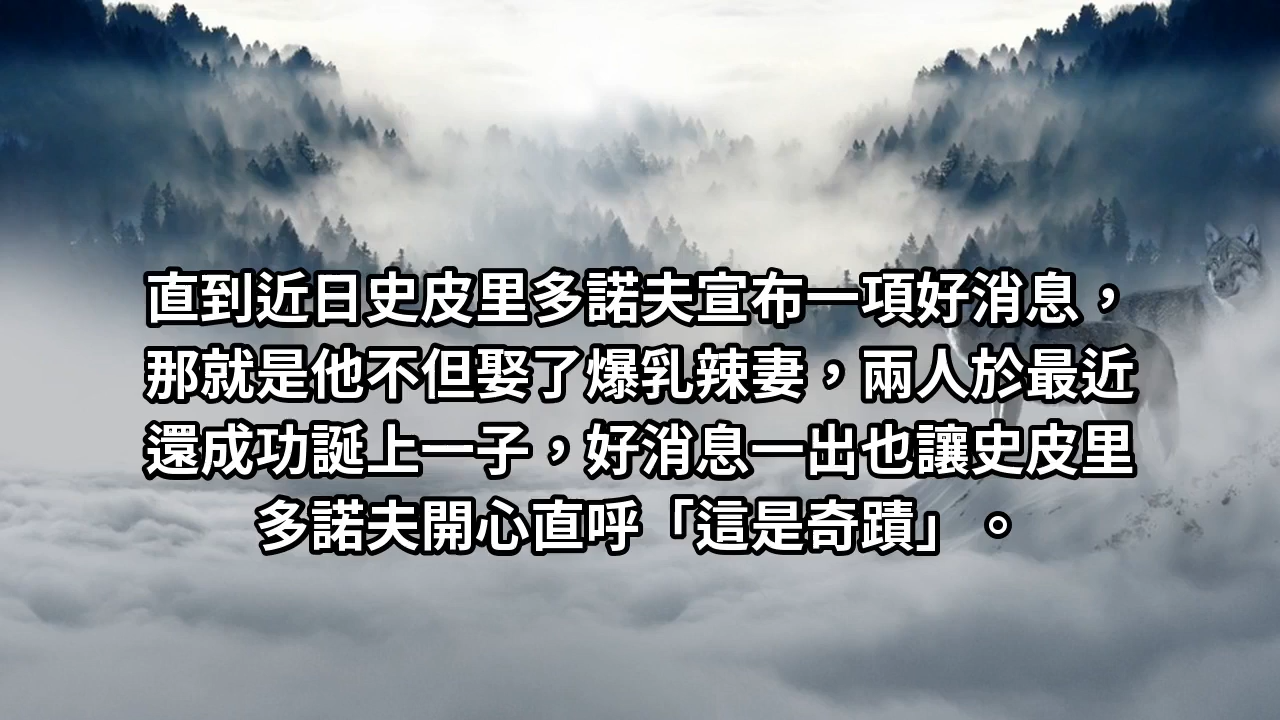 直到近日史皮里多諾夫宣布一項好消息，
那就是他不但娶了爆乳辣妻，兩人於最近
還成功誕上一子，好消息一出也讓史皮里
多諾夫開心直呼「這是奇蹟」。